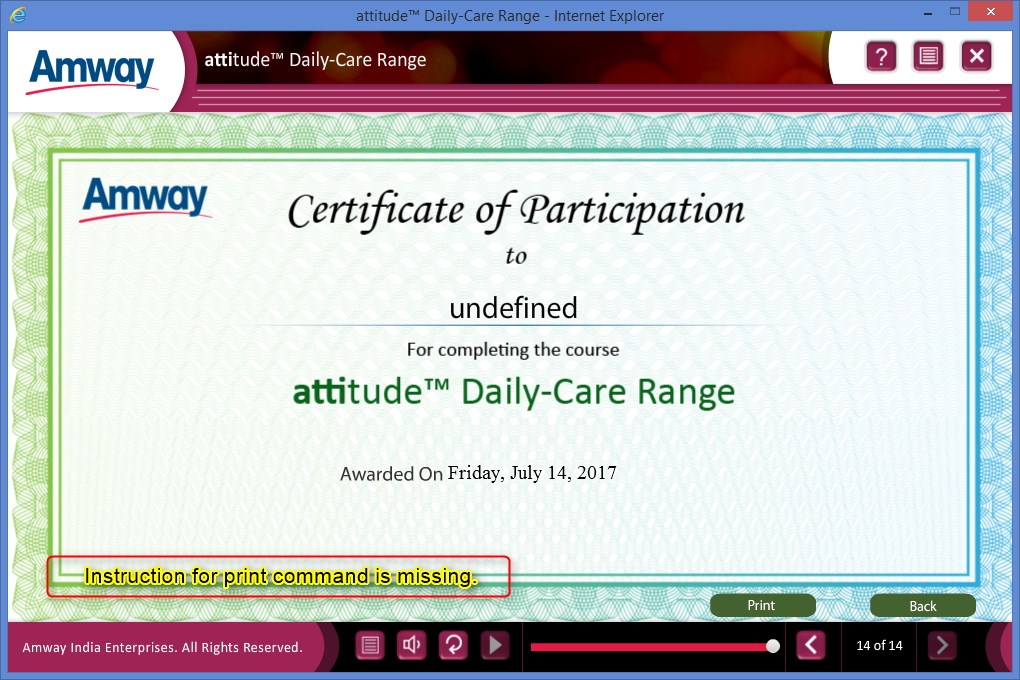 attitude™ Daily-Care Range - Internet Explorer
Amway
attitude™ Daily-Care Range
?
Amway
Certificate of Participation
to
undefined
For completing the course
attitude™ Daily-Care Range
Awarded On Friday, July 14, 2017
Instruction for print command is missing.
Print
Back
Amway India Enterprises. All Rights Reserved.
14 of 14